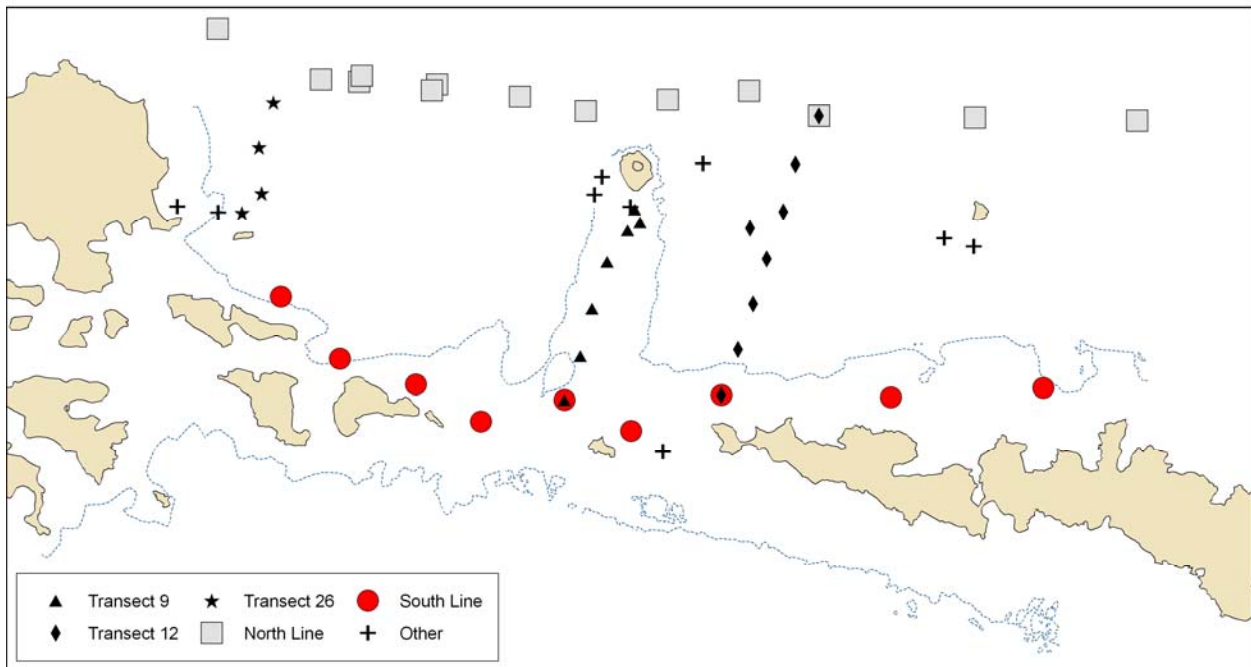 Transect 9
Transect 26
South Line
Transect 12
North Line
Other